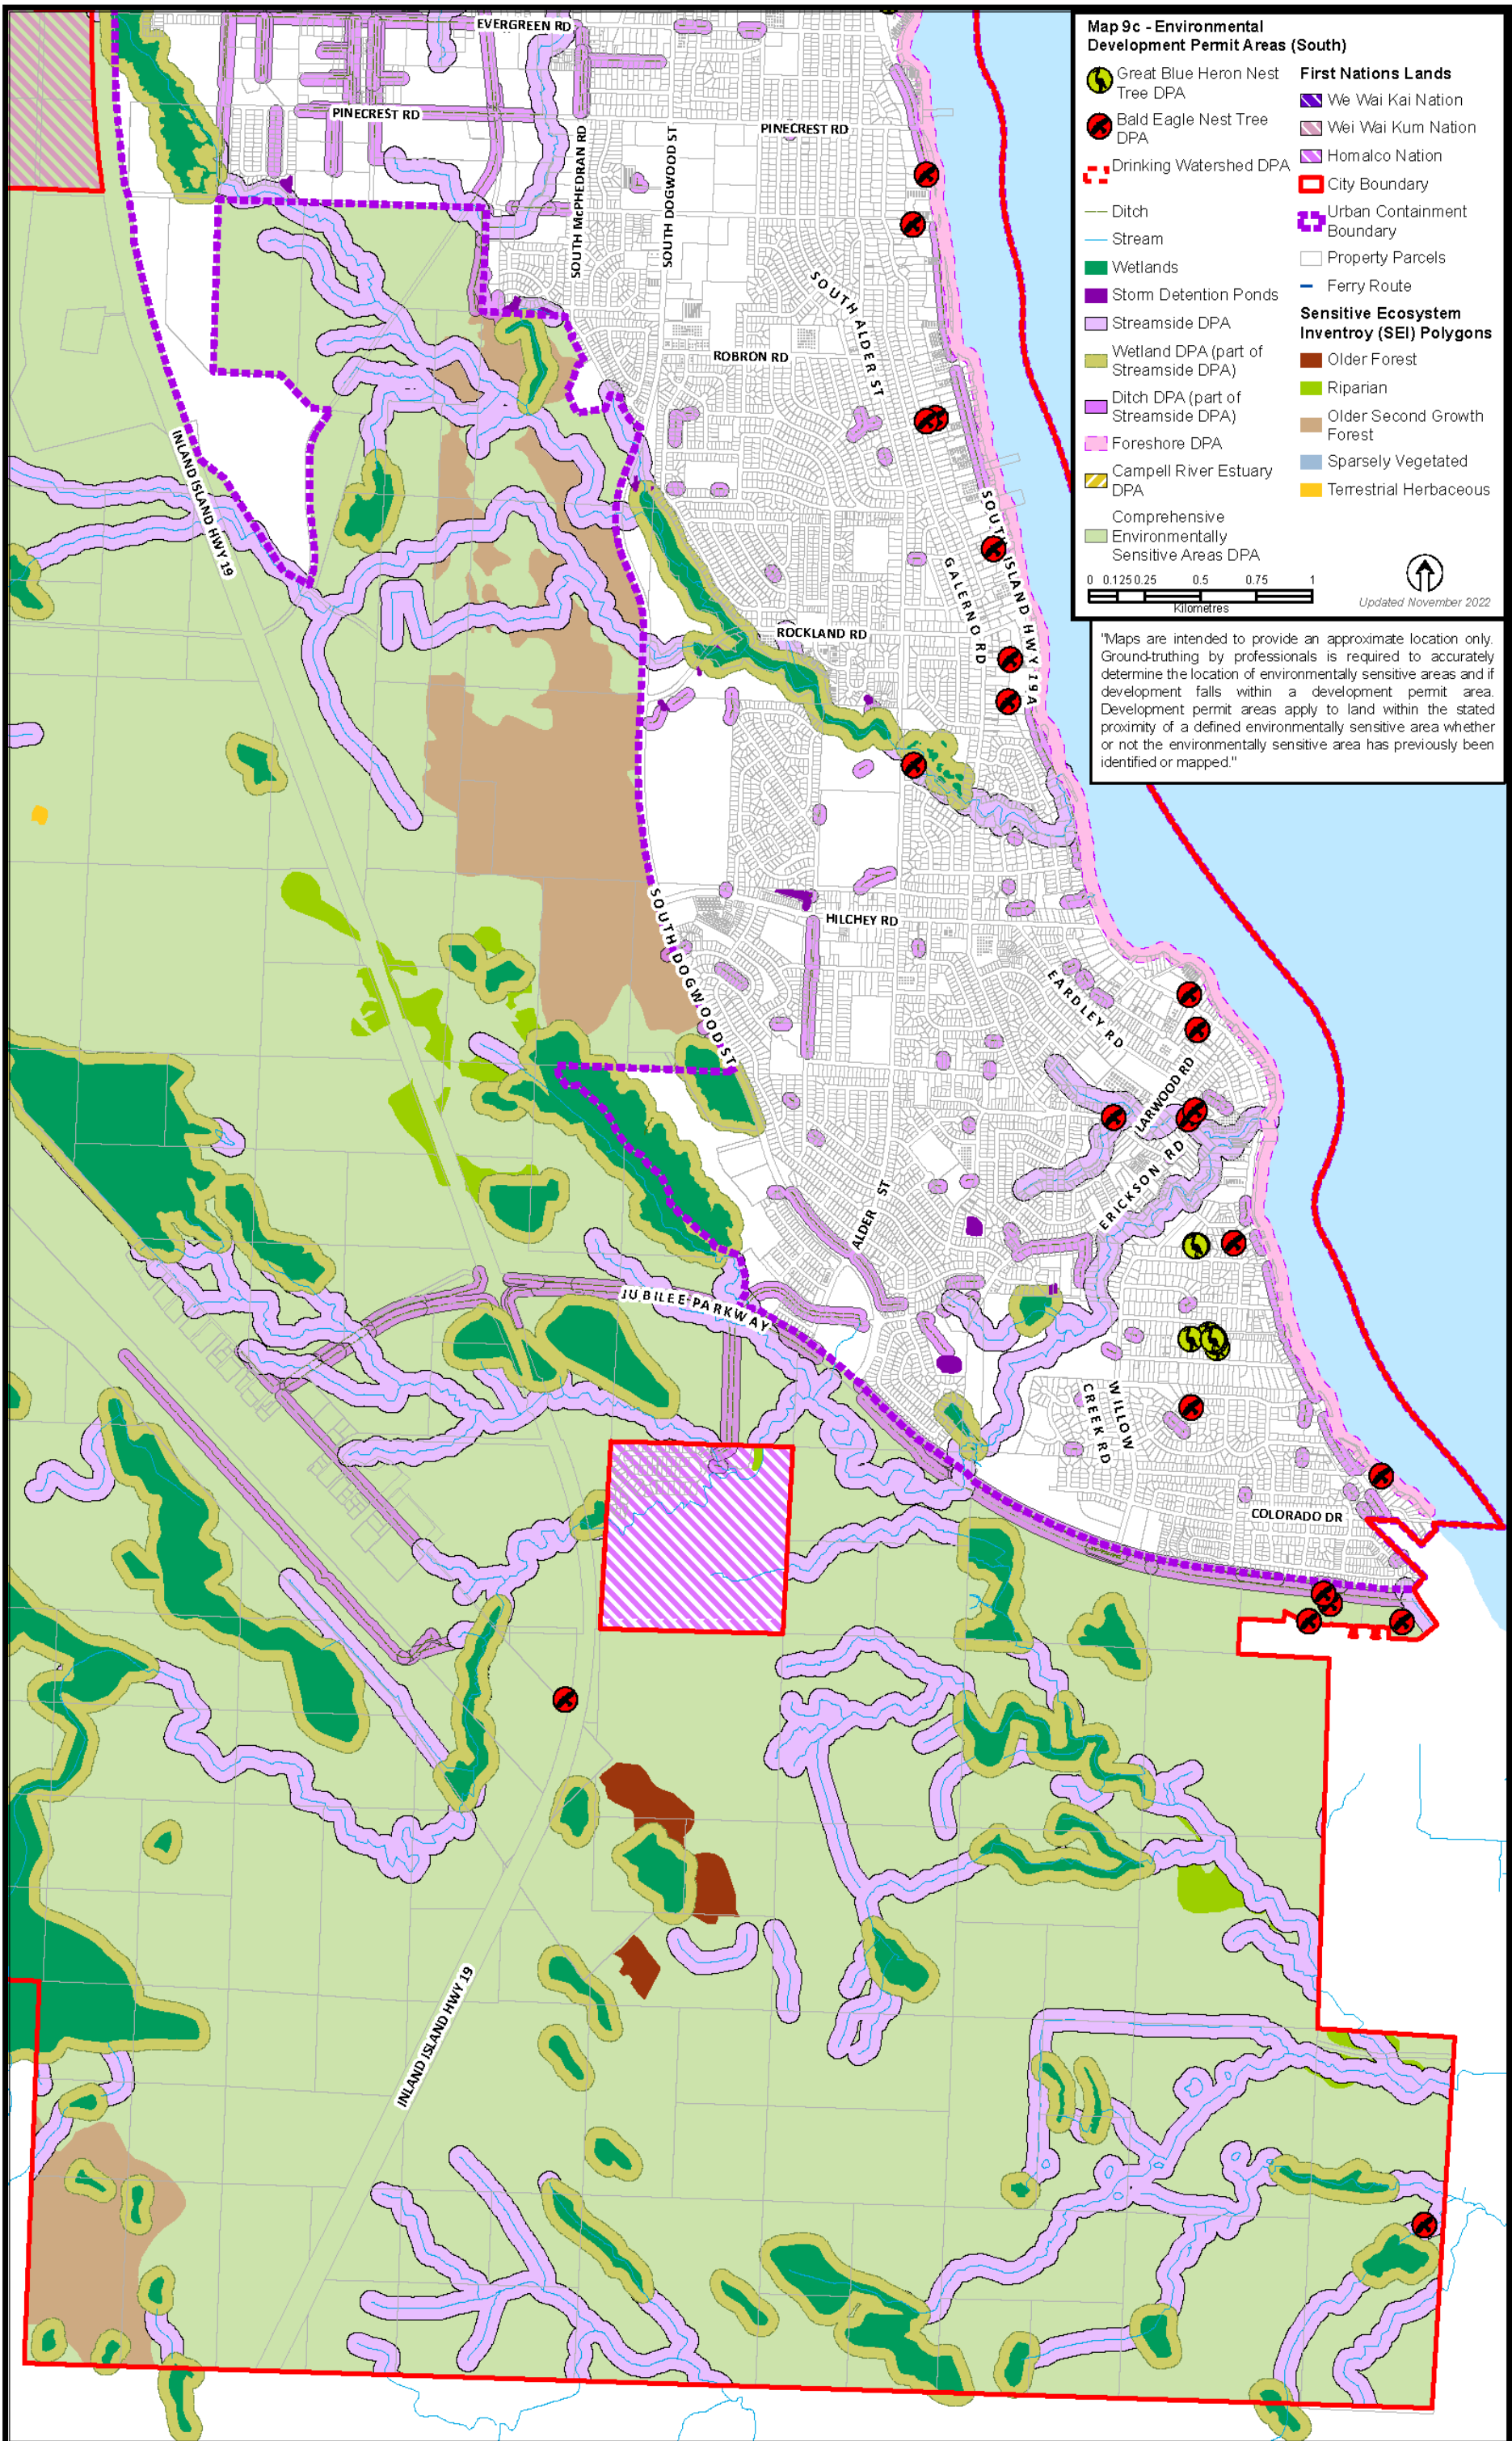 Map 9c - Environmental
Development Permit Areas (South)
Great Blue Heron Nest
Tree DPA
Bald Eagle Nest Tree
DPA
Drinking Watershed DPA
Ditch
Stream
Wetlands
Storm Detention Ponds
Streamside DPA
Wetland DPA (part of
Streamside DPA)
Ditch DPA (part of
Streamside DPA)
Foreshore DPA
Campell River Estuary
DPA
Comprehensive
Environmentally
Sensitive Areas DPA
First Nations Lands
We Wai Kai Nation
Wei Wai Kum Nation
Homalco Nation
City Boundary
Urban Containment
Boundary
Property Parcels
Ferry Route
Sensitive Ecosystem
Inventroy (SEI) Polygons
Older Forest
Riparian
Older Second Growth
Forest
Sparsely Vegetated
Terrestrial Herbaceous
0 0.125 0.25 0.5 0.75 1
Kilometres
Updated November 2022
"Maps are intended to provide an approximate location only.
Ground-truthing by professionals is required to accurately
determine the location of environmentally sensitive areas and if
development falls within a development permit area.
Development permit areas apply to land within the stated
proximity of a defined environmentally sensitive area whether
or not the environmentally sensitive area has previously been
identified or mapped."
EVERGREEN RD
PINECREST RD
PINECREST RD
SOUTH McPHEDRAN RD
SOUTH DOGWOOD ST
SOUTH ALDER ST
ROBRON RD
INLAND ISLAND HWY 19
SOUTH ISLAND HWY 19A
GALERNO RD
ROCKLAND RD
SOUTH DOGWOOD ST
HILCHEY RD
EARDLEY RD
LARWOOD RD
ERICKSON RD
ALDER ST
JUBILEE PARKWAY
WILLOW
CREEK RD
COLORADO DR
INLAND ISLAND HWY 19